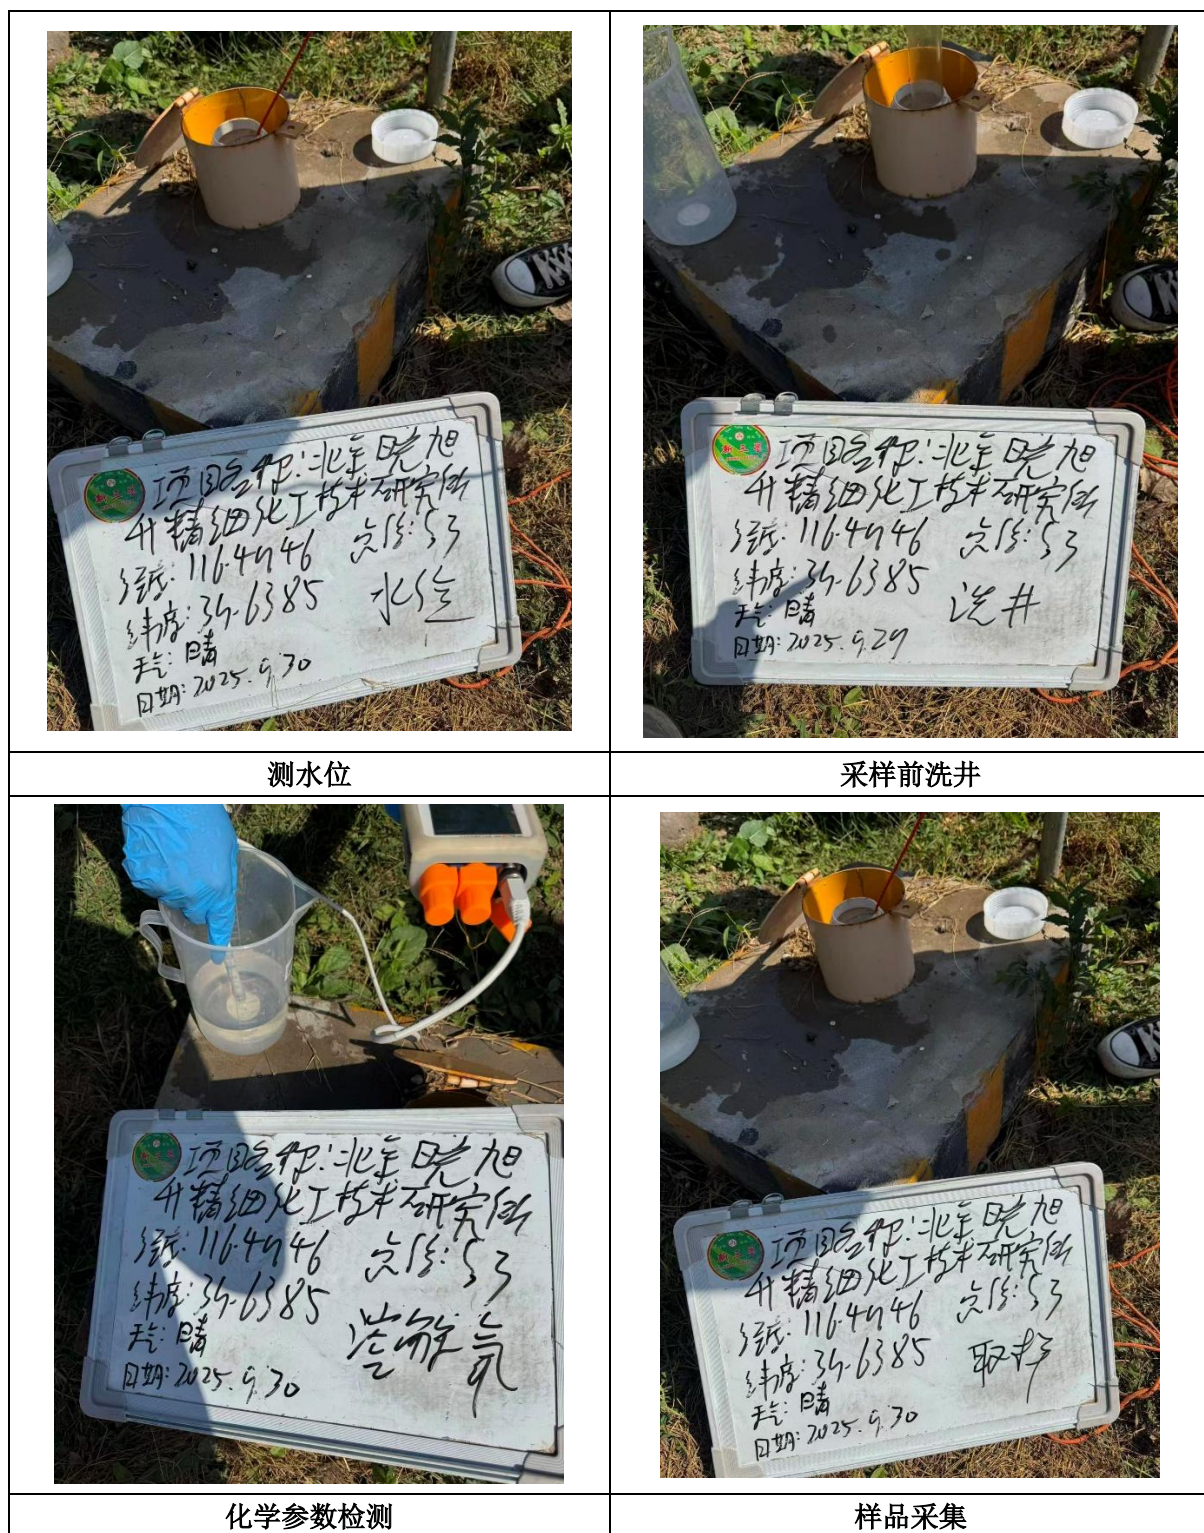 项目名称:北京晓旭
升精细化工技术研究所
经度:116.4946 点位:S3
纬度:39.6385 水位
天气:晴
日期:2025.9.30
项目名称:北京晓旭
升精细化工技术研究所
经度:116.4946 点位:S3
纬度:39.6385 洗井
天气:晴
日期:2025.9.29
测水位
采样前洗井
项目名称:北京晓旭
升精细化工技术研究所
经度:116.4946 点位:S3
纬度:39.6385 溶解氧
天气:晴
日期:2025.9.30
项目名称:北京晓旭
升精细化工技术研究所
经度:116.4946 点位:S3
纬度:39.6385 取样
天气:晴
日期:2025.9.30
化学参数检测
样品采集